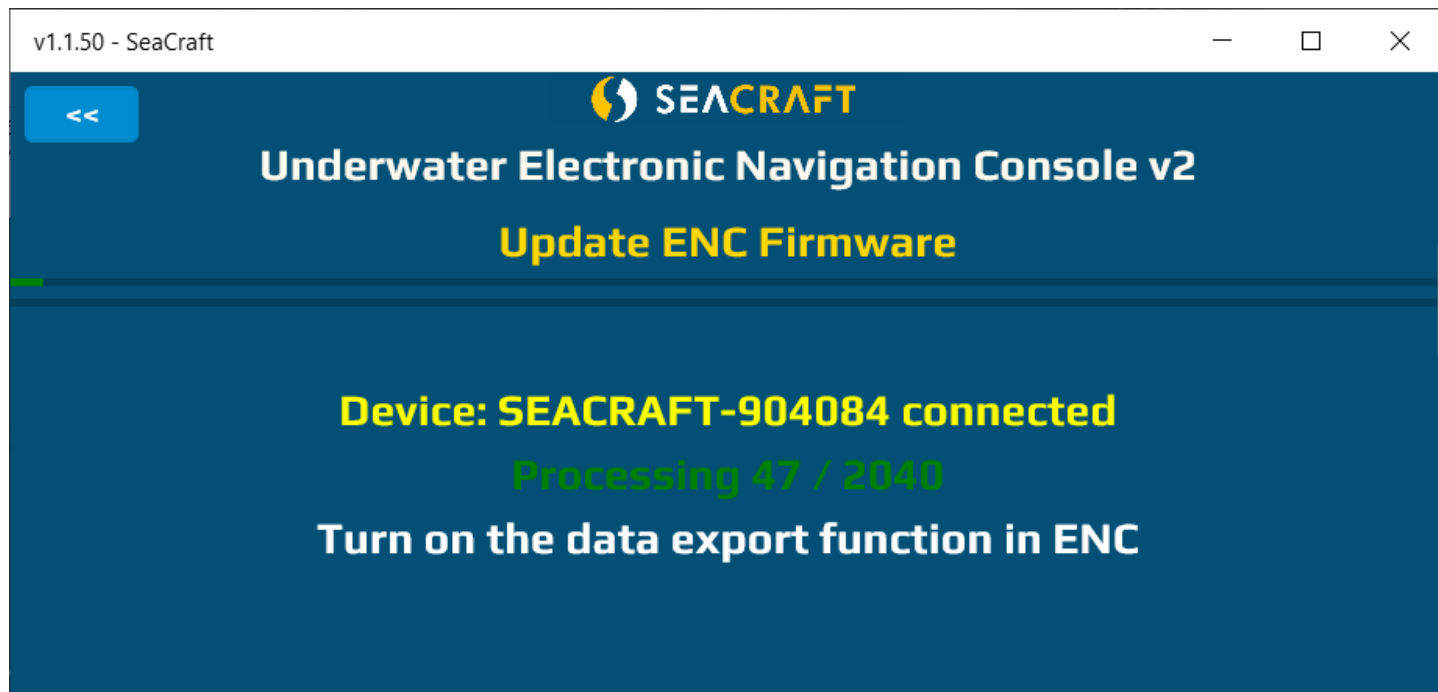 v1.1.50 - SeaCraft
<<
SEACRAFT
Underwater Electronic Navigation Console v2
Update ENC Firmware
Device: SEACRAFT-904084 connected
Processing 47 / 2040
Turn on the data export function in ENC